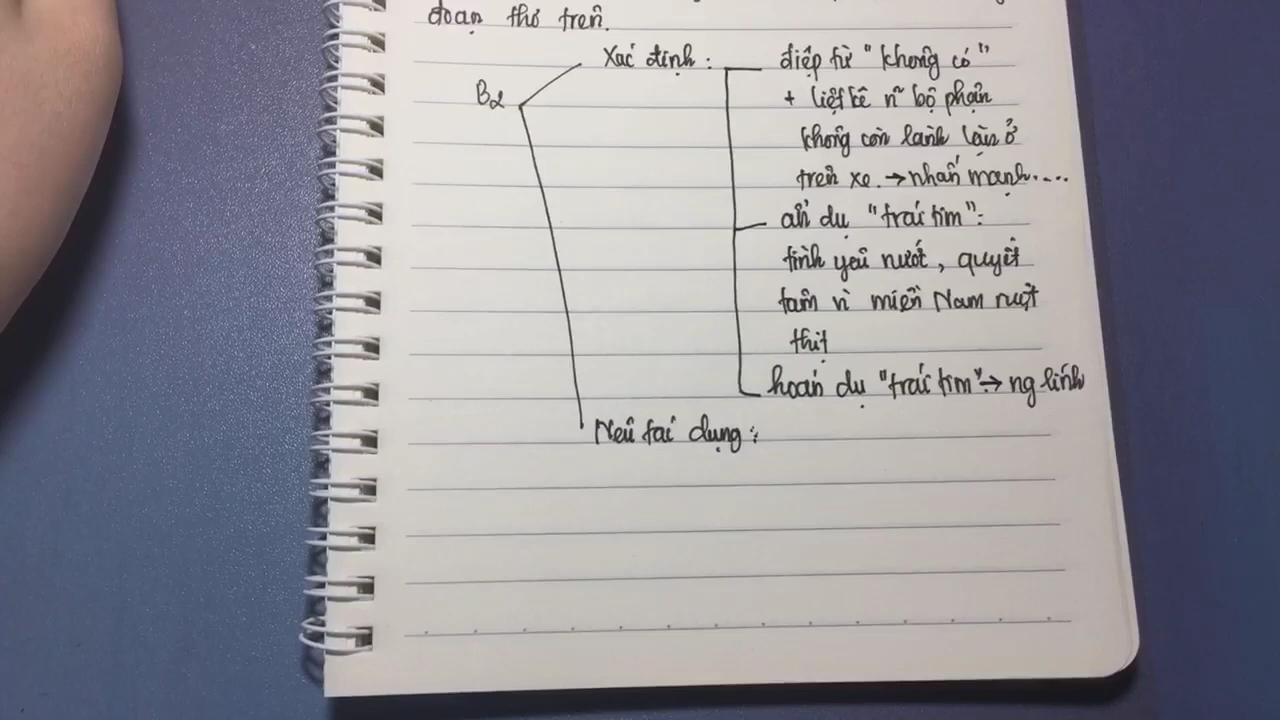 đoạn thơ trên.
Xác định :
điệp từ "không có"
B2
+ liệt kê n~ bộ phận
không còn lành lặn ở
trên xe. → nhấn mạnh....
ẩn dụ "trái tim":
tình yêu nước, quyết
tâm vì miền Nam ruột
thịt
hoán dụ "trái tim" → ng lính
Nêu tác dụng :